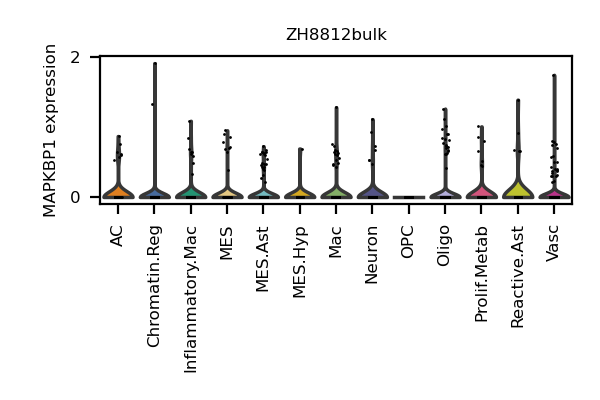 ZH8812bulk
MAPKBP1 expression
2
0
AC
Chromatin.Reg
Inflammatory.Mac
MES
MES.Ast
MES.Hyp
Mac
Neuron
OPC
Oligo
Prolif.Metab
Reactive.Ast
Vasc